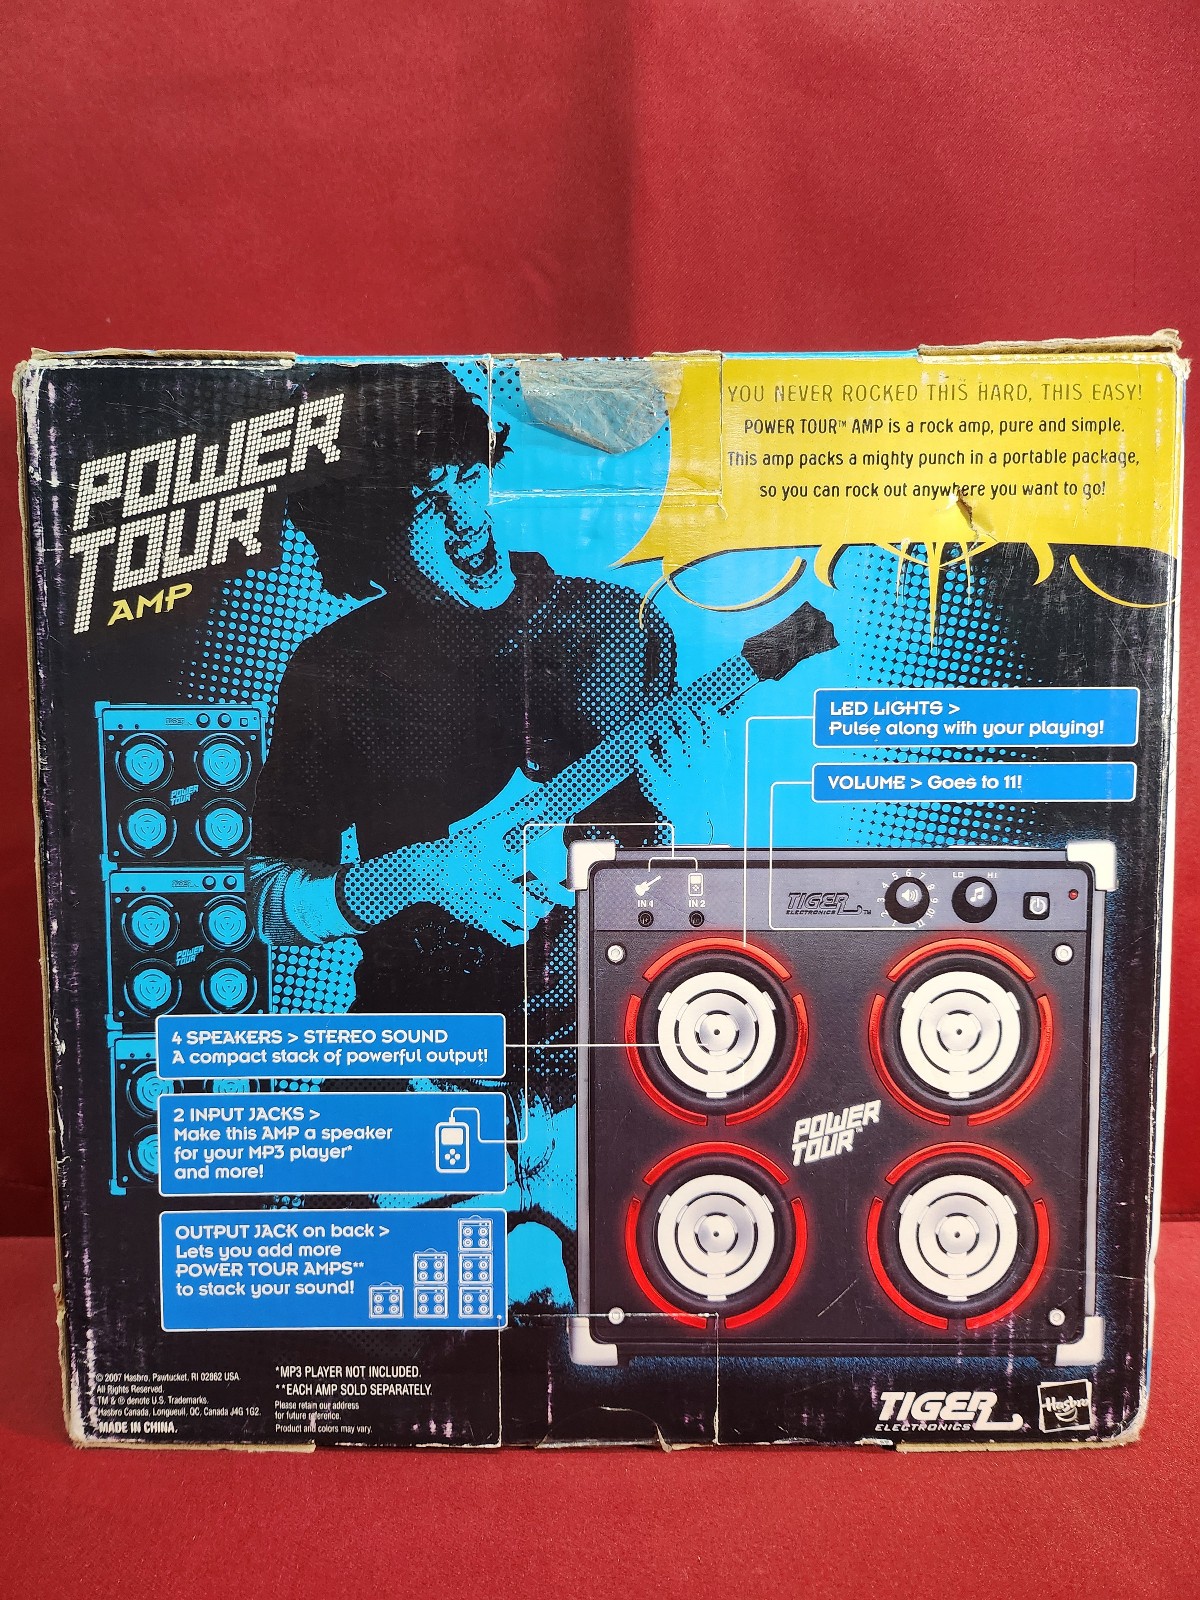 POWER
TOUR™
AMP
YOU NEVER ROCKED THIS HARD, THIS EASY!
POWER TOUR™ AMP is a rock amp, pure and simple.
This amp packs a mighty punch in a portable package,
so you can rock out anywhere you want to go!
LED LIGHTS >
Pulse along with your playing!
VOLUME > Goes to 11!
IN 1
IN 2
TIGER
ELECTRONICS™
LO
HI
POWER
TOUR™
POWER
TOUR
POWER
TOUR
4 SPEAKERS > STEREO SOUND
A compact stack of powerful output!
2 INPUT JACKS >
Make this AMP a speaker
for your MP3 player*
and more!
OUTPUT JACK on back >
Lets you add more
POWER TOUR AMPS**
to stack your sound!
© 2007 Hasbro, Pawtucket, RI 02862 USA.
All Rights Reserved.
TM & ® denote U.S. Trademarks.
Hasbro Canada, Longueuil, QC, Canada J4G 1G2.
MADE IN CHINA.
*MP3 PLAYER NOT INCLUDED.
**EACH AMP SOLD SEPARATELY.
Please retain our address
for future reference.
Product and colors may vary.
TIGER
ELECTRONICS
Hasbro